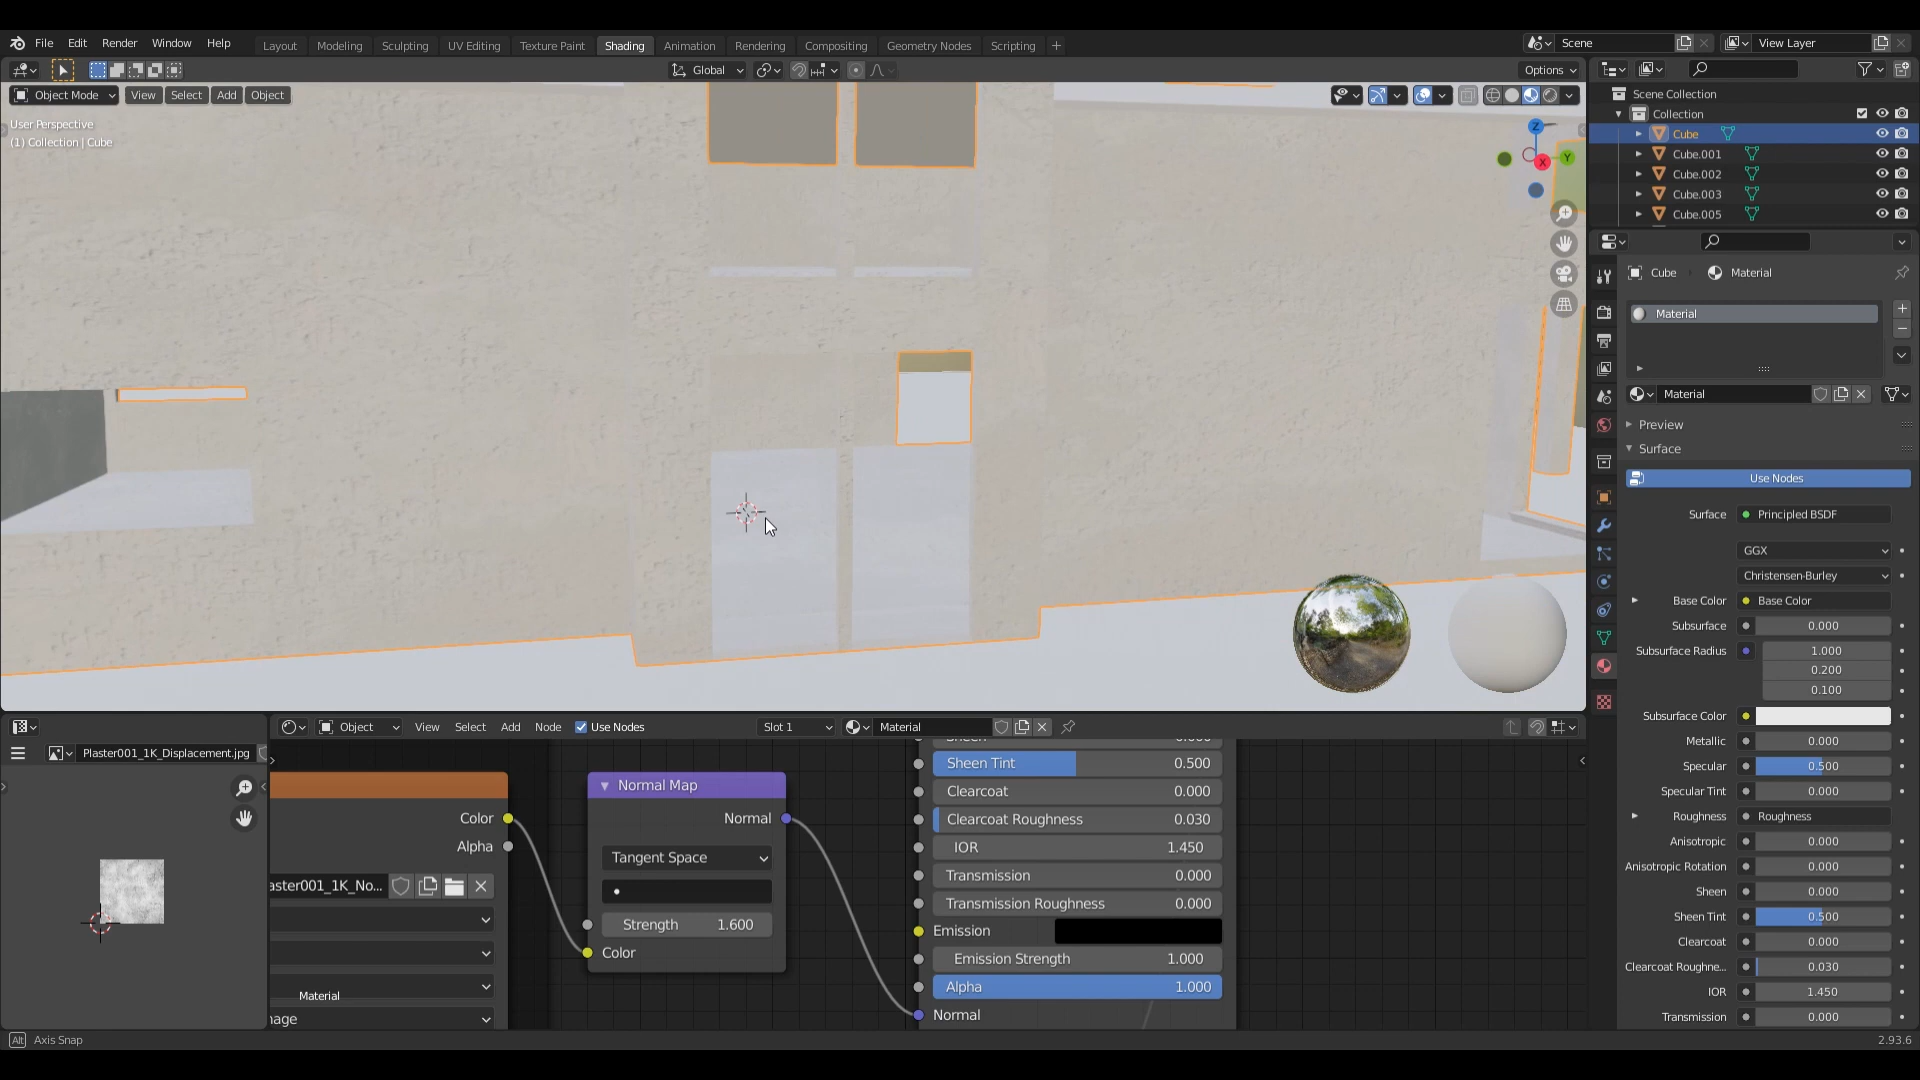 File Edit Render Window Help
Layout Modeling Sculpting UV Editing Texture Paint Shading Animation Rendering Compositing Geometry Nodes Scripting +
Scene
View Layer
Global
Options
Object Mode View Select Add Object
User Perspective
(1) Collection | Cube
Z
Y
X
Scene Collection
Collection
Cube
Cube.001
Cube.002
Cube.003
Cube.005
Cube Material
Material
Material
Preview
Surface
Use Nodes
Surface Principled BSDF
GGX
Christensen-Burley
Base Color Base Color
Subsurface 0.000
Subsurface Radius 1.000
0.200
0.100
Subsurface Color
Metallic 0.000
Specular 0.500
Specular Tint 0.000
Roughness Roughness
Anisotropic 0.000
Anisotropic Rotation 0.000
Sheen 0.000
Sheen Tint 0.500
Clearcoat 0.000
Clearcoat Roughne... 0.030
IOR 1.450
Transmission 0.000
Plaster001_1K_Displacement.jpg
Object View Select Add Node Use Nodes Slot 1 Material
Color
Alpha
aster001_1K_No...
Material
mage
Normal Map
Normal
Tangent Space
Strength 1.600
Color
Sheen 0.000
Sheen Tint 0.500
Clearcoat 0.000
Clearcoat Roughness 0.030
IOR 1.450
Transmission 0.000
Transmission Roughness 0.000
Emission
Emission Strength 1.000
Alpha 1.000
Normal
Alt Axis Snap
2.93.6